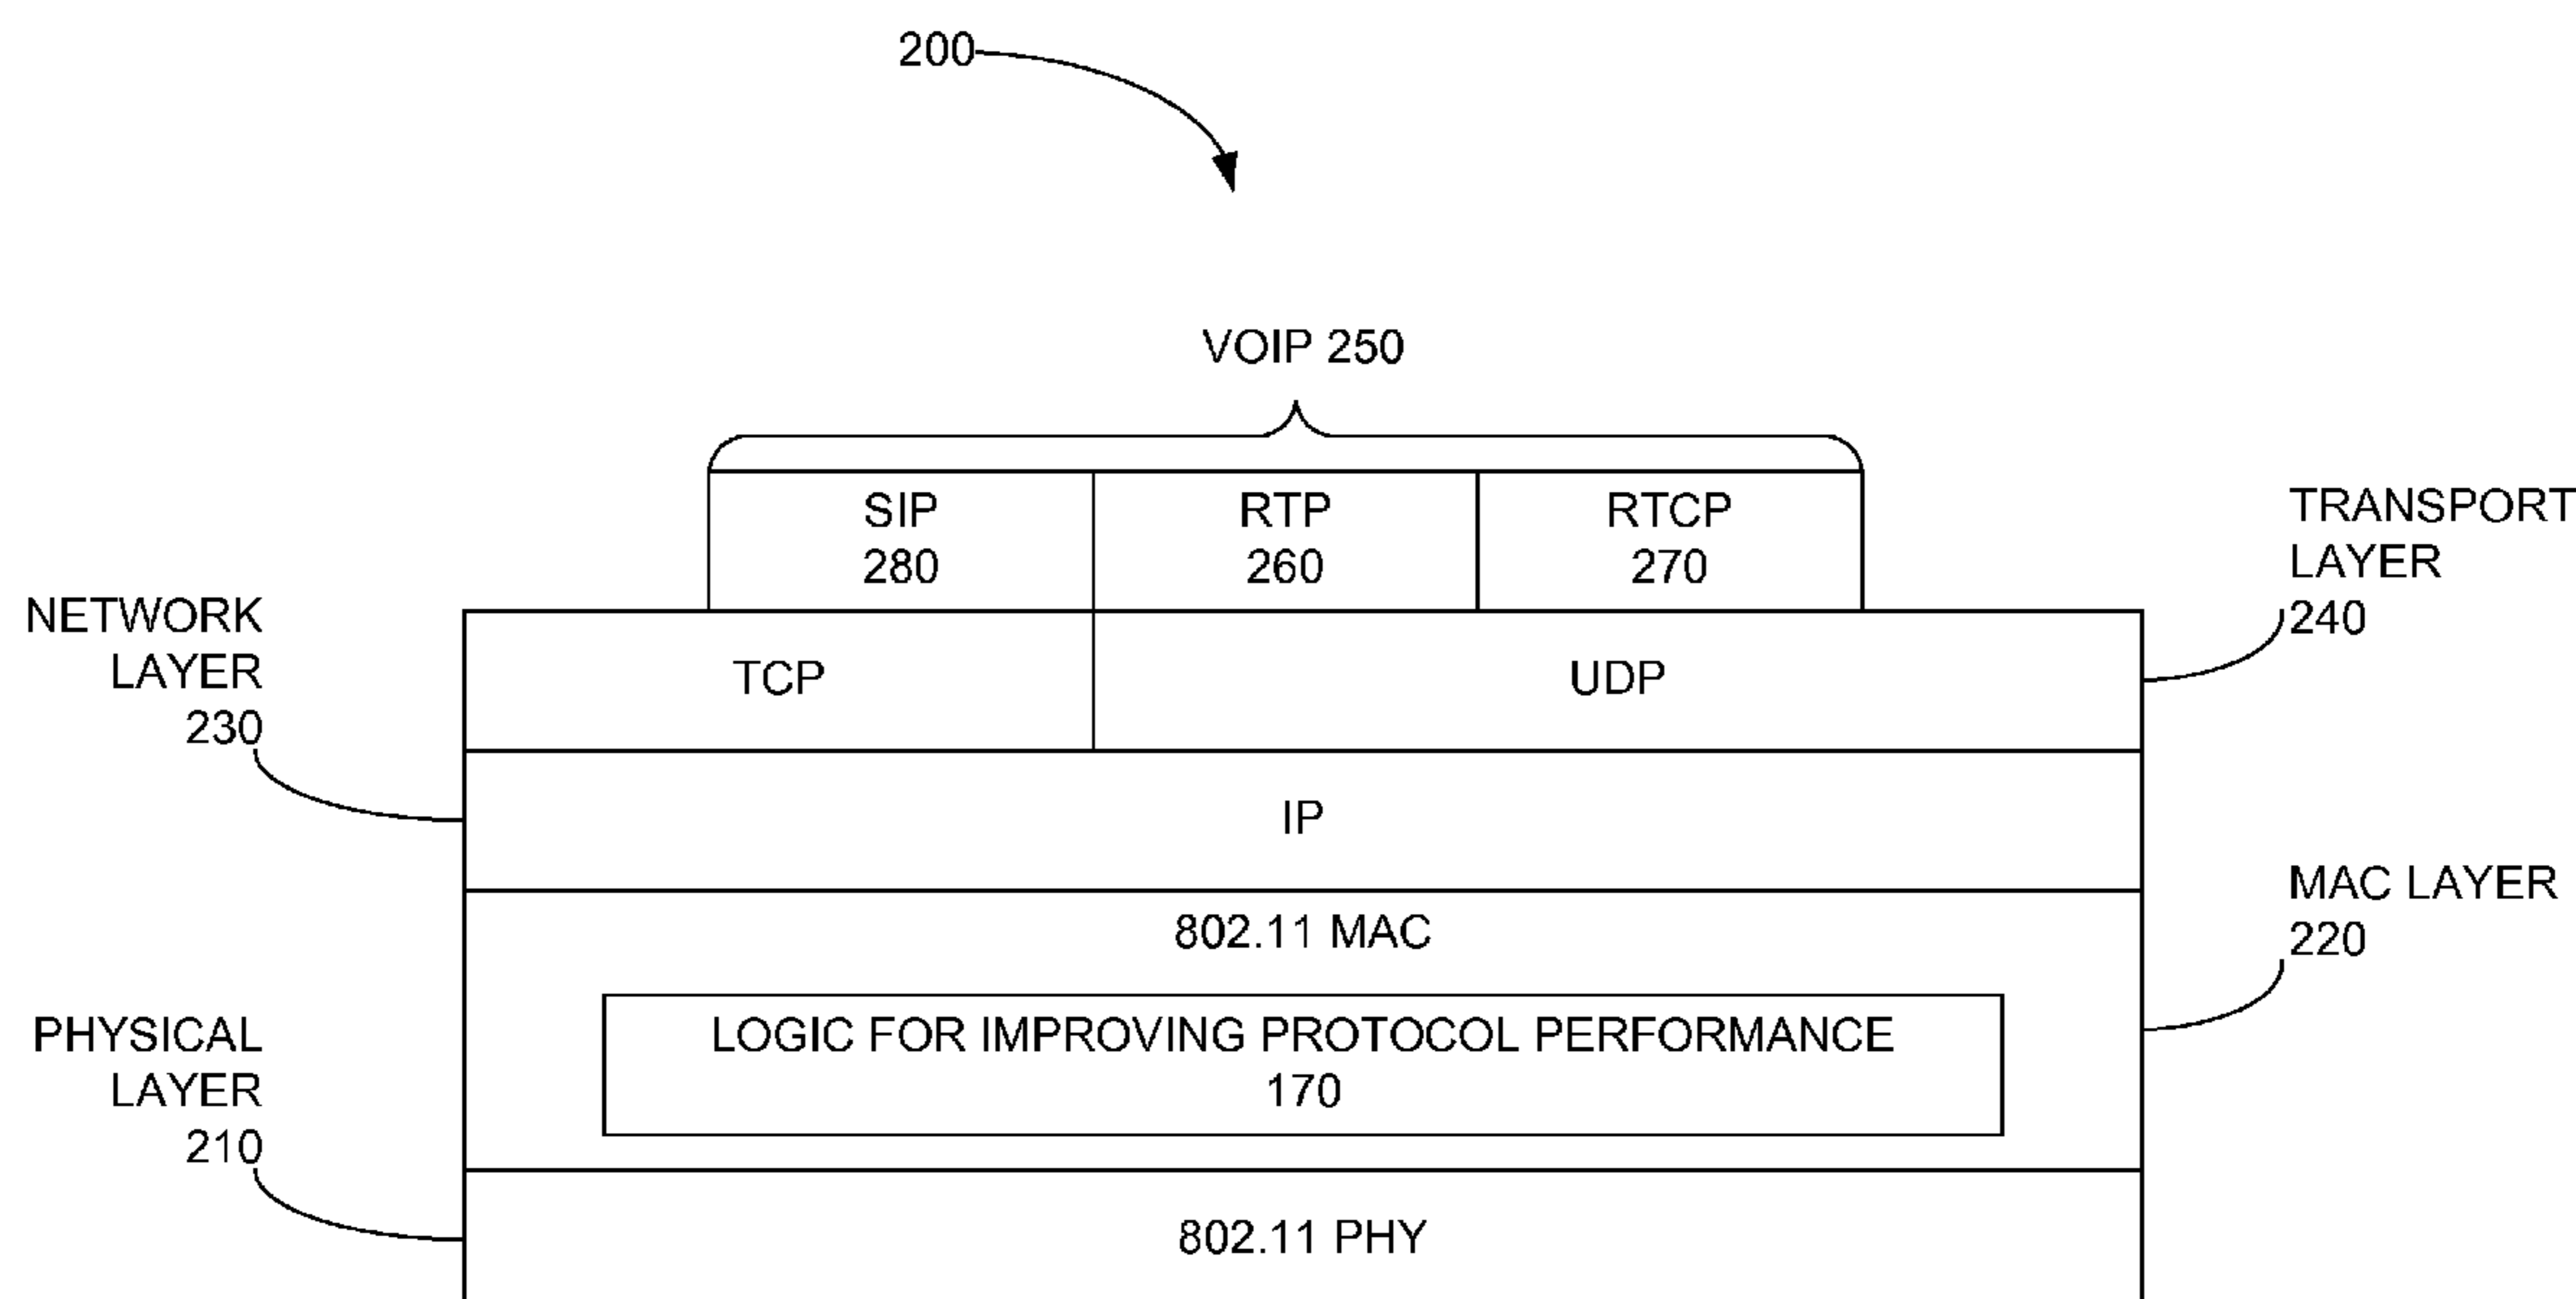 200
VOIP 250
SIP
280
RTP
260
RTCP
270
TRANSPORT
LAYER
240
NETWORK
LAYER
230
TCP
UDP
IP
MAC LAYER
220
802.11 MAC
LOGIC FOR IMPROVING PROTOCOL PERFORMANCE
170
PHYSICAL
LAYER
210
802.11 PHY